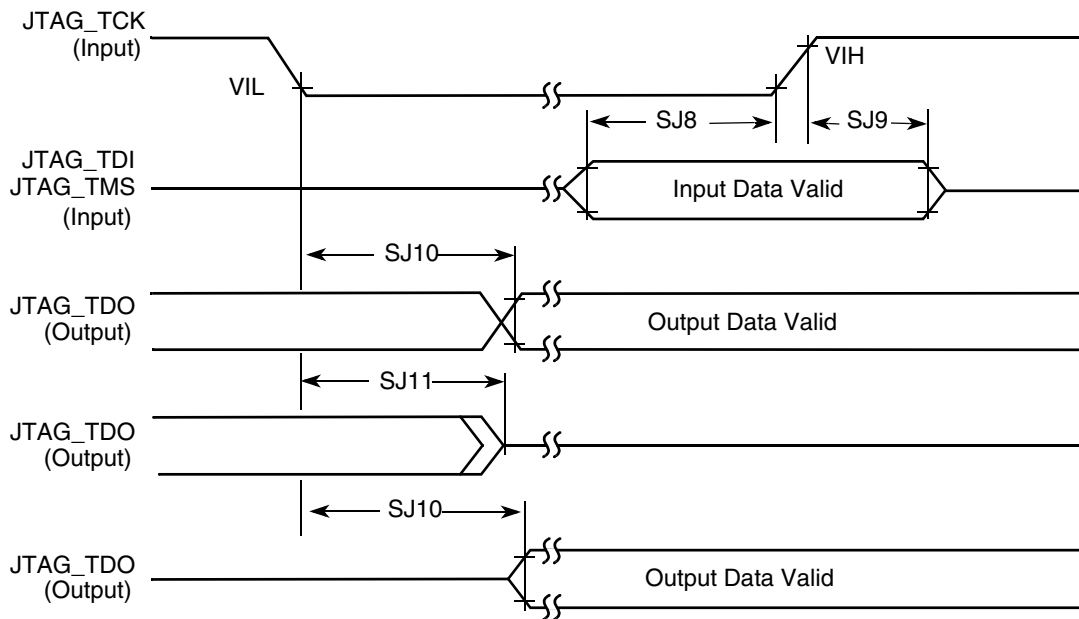 JTAG_TCK
(Input)
VIL
VIH
SJ8
SJ9
JTAG_TDI
JTAG_TMS
(Input)
Input Data Valid
SJ10
JTAG_TDO
(Output)
Output Data Valid
SJ11
JTAG_TDO
(Output)
SJ10
JTAG_TDO
(Output)
Output Data Valid